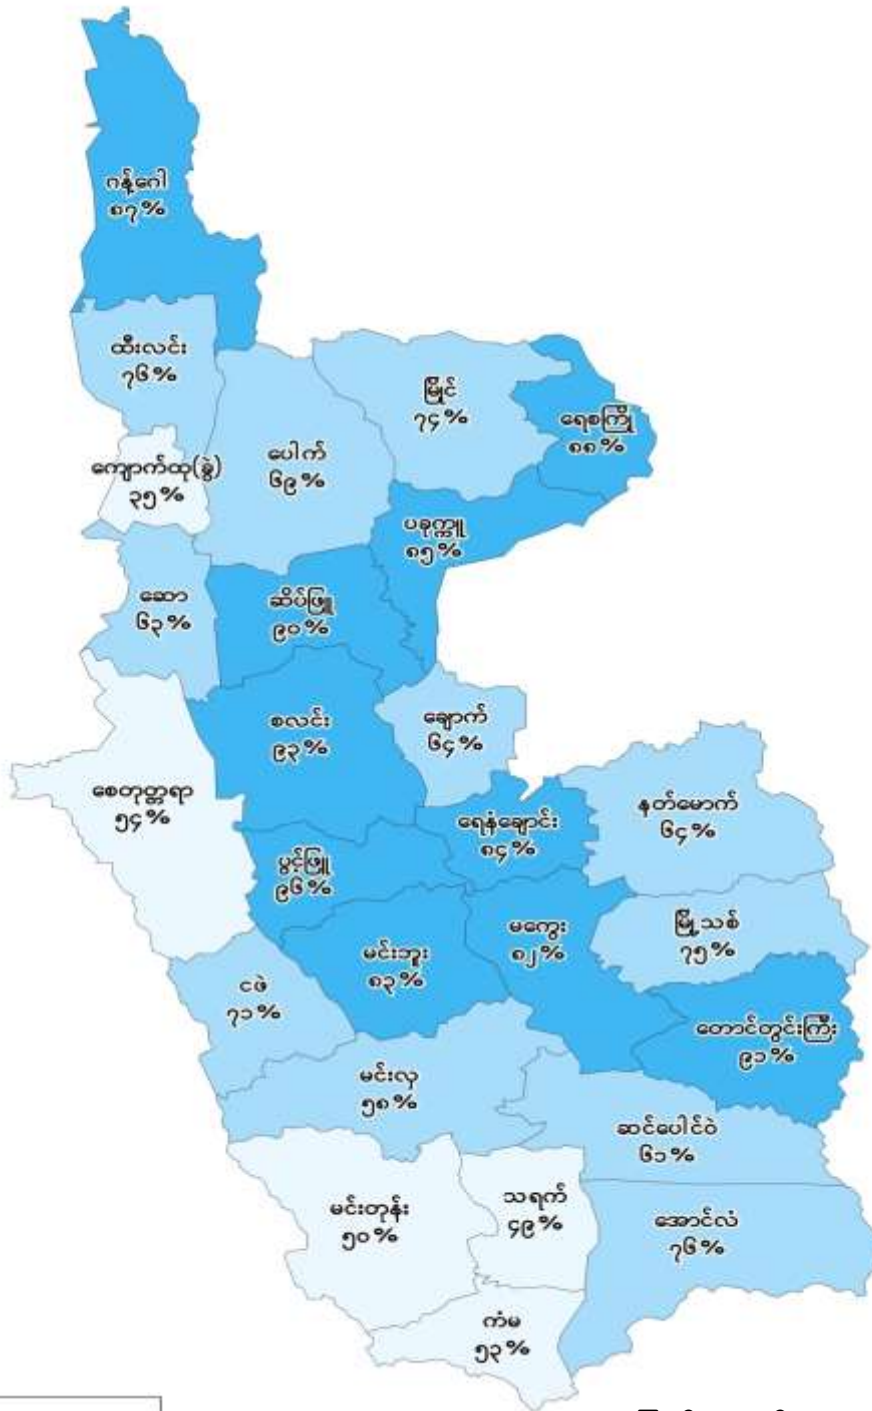 ဂန့်ဂေါ
၈၇%
ထီးလင်း
၇၆%
မြိုင်
၇၄%
ရေစကြို
၈၈%
ကျောက်ထု(ခွဲ)
၃၅%
ပေါက်
၆၉%
ပခုက္ကူ
၈၅%
ဆော
၆၃%
ဆိပ်ဖြူ
၉၀%
စလင်း
၉၃%
ချောက်
၆၄%
စေတုတ္တရာ
၅၄%
ရေနံချောင်း
၈၄%
နတ်မောက်
၆၄%
ပွင့်ဖြူ
၉၆%
မင်းဘူး
၈၃%
မကွေး
၈၂%
မြို့သစ်
၇၅%
ငဖဲ
၇၁%
တောင်တွင်းကြီး
၉၁%
မင်းလှ
၅၈%
ဆင်ပေါင်ဝဲ
၆၁%
မင်းတုန်း
၅၀%
သရက်
၄၉%
အောင်လံ
၇၆%
ကံမ
၅၃%